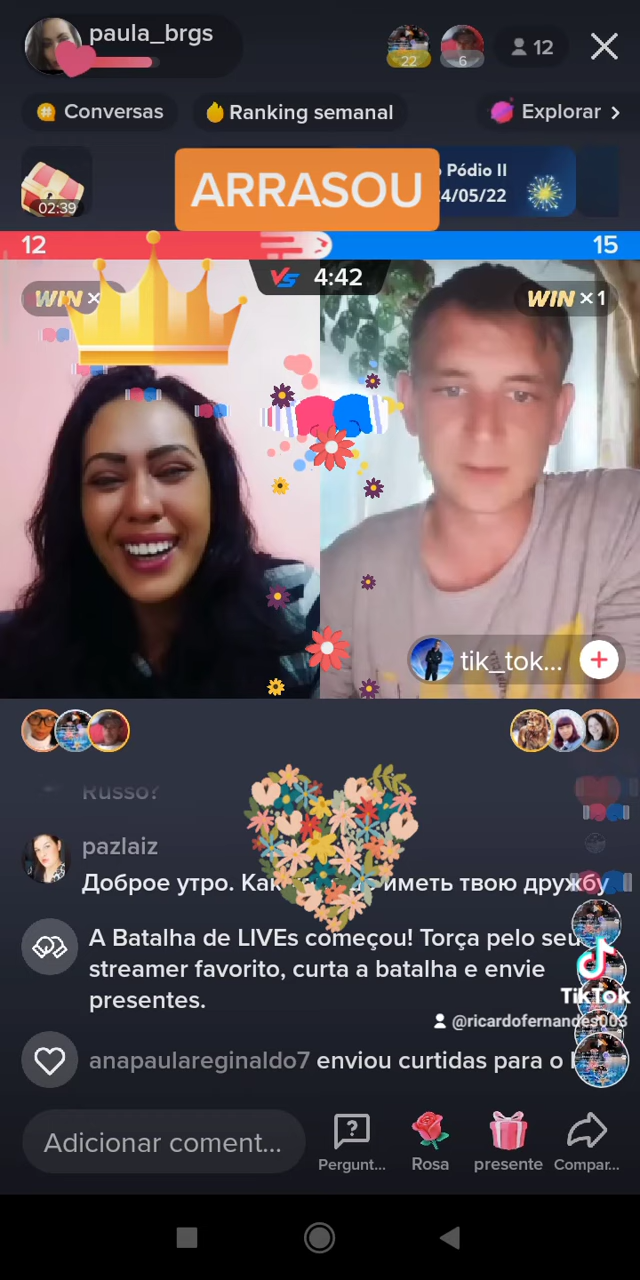 paula_brgs
22
6
12
Conversas
Ranking semanal
Explorar
02:39
ARRASOU
Pódio II
4/05/22
12
15
WIN ×
VS 4:42
WIN ×1
tik_tok...
Russo?
pazlaiz
Доброе утро. иметь твою дружбу
A Batalha de LIVEs começou! Torça pelo seu
streamer favorito, curta a batalha e envie
presentes.
TikTok
@ricardofernandes003
anapaulareginaldo7 enviou curtidas para o
Adicionar coment...
Pergunt...
Rosa
presente
Compar...